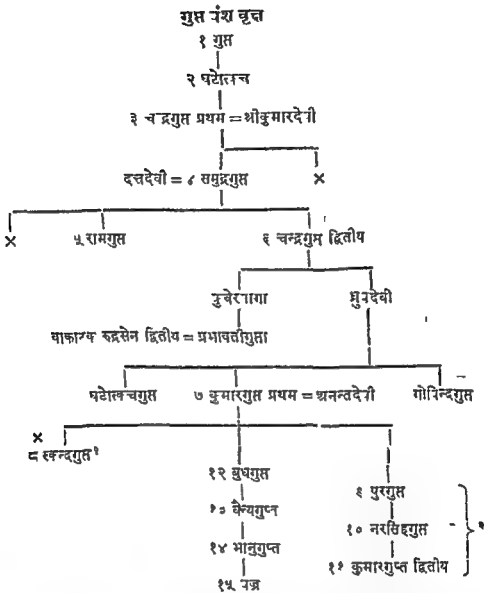 गुप्त वंश वृक्ष
१ गुप्त
२ घटोत्कच
३ चन्द्रगुप्त प्रथम = श्रीकुमारदेवी
दत्तदेवी = ४ समुद्रगुप्त ×
× ५ रामगुप्त ६ चन्द्रगुप्त द्वितीय
कुबेरनागा ध्रुवदेवी
वाकाटक रुद्रसेन द्वितीय = प्रभावतीगुप्ता
घटोत्कचगुप्त ७ कुमारगुप्त प्रथम = अनन्तदेवी गोविन्दगुप्त
×
८ स्कन्दगुप्त१
१२ बुधगुप्त ९ पुरगुप्त
१३ वैन्यगुप्त १० नरसिंहगुप्त
१४ भानुगुप्त ११ कुमारगुप्त द्वितीय
१५ वज्र